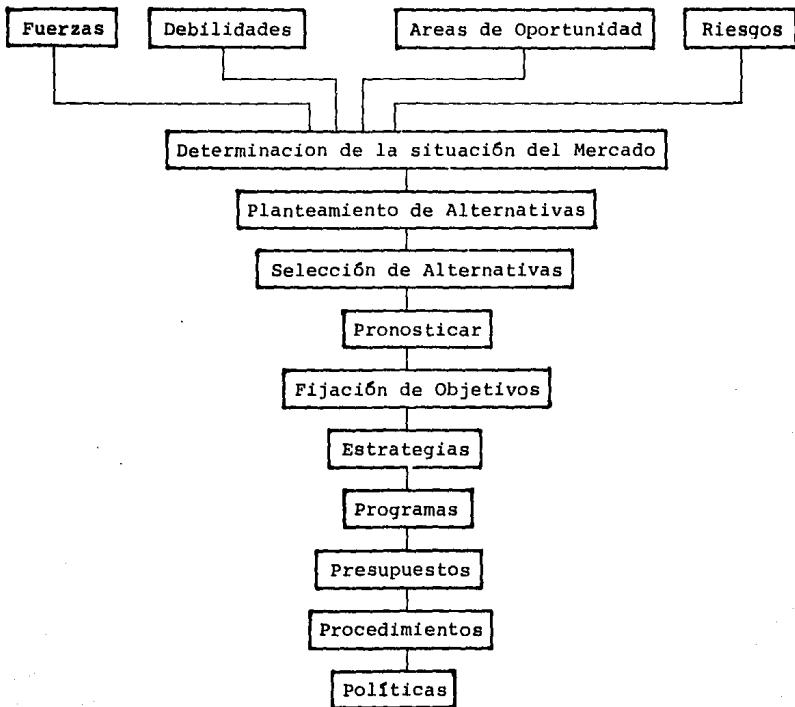 Fuerzas
Debilidades
Areas de Oportunidad
Riesgos
Determinacion de la situación del Mercado
Planteamiento de Alternativas
Selección de Alternativas
Pronosticar
Fijación de Objetivos
Estrategias
Programas
Presupuestos
Procedimientos
Políticas